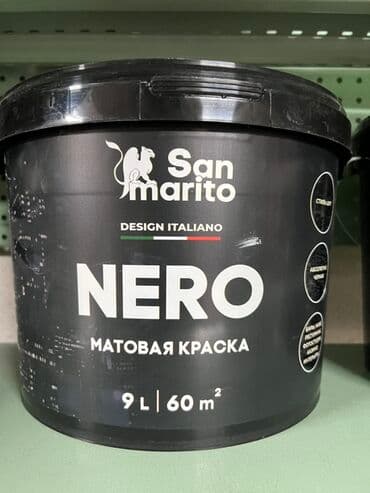 San
marito
DESIGN ITALIANO
NERO
МАТОВАЯ КРАСКА
9 L | 60 m²